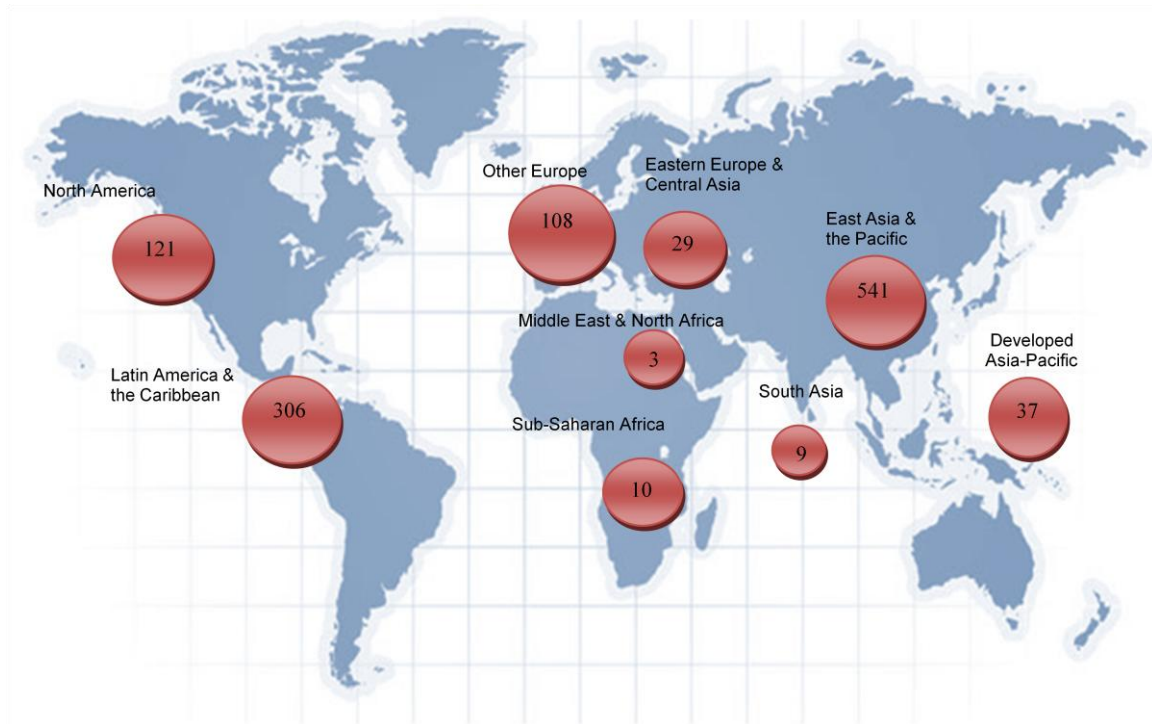 North America
121
Latin America &
the Caribbean
306
Other Europe
108
Eastern Europe &
Central Asia
29
Middle East & North Africa
3
Sub-Saharan Africa
10
East Asia &
the Pacific
541
South Asia
9
Developed
Asia-Pacific
37